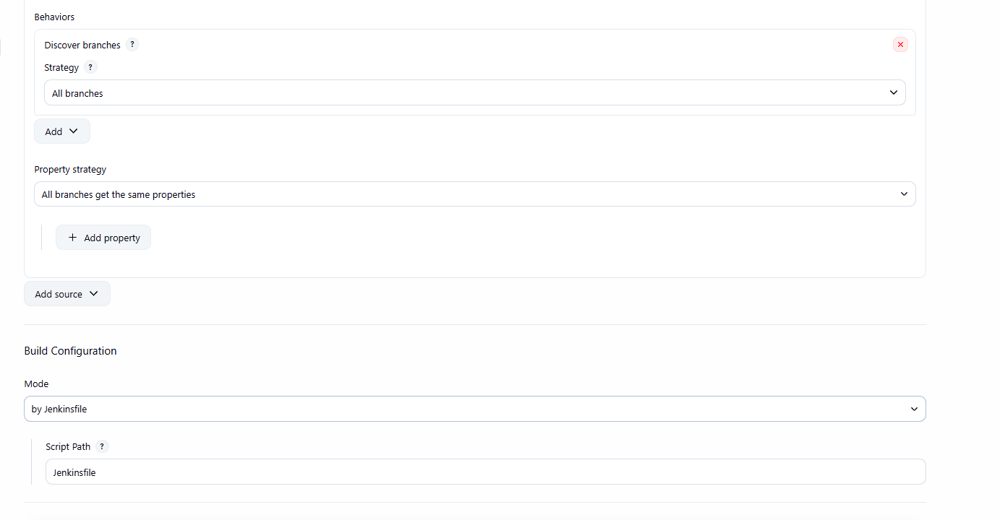 Behaviors
Discover branches ?
Strategy ?
All branches
Add
Property strategy
All branches get the same properties
+ Add property
Add source
Build Configuration
Mode
by Jenkinsfile
Script Path ?
Jenkinsfile